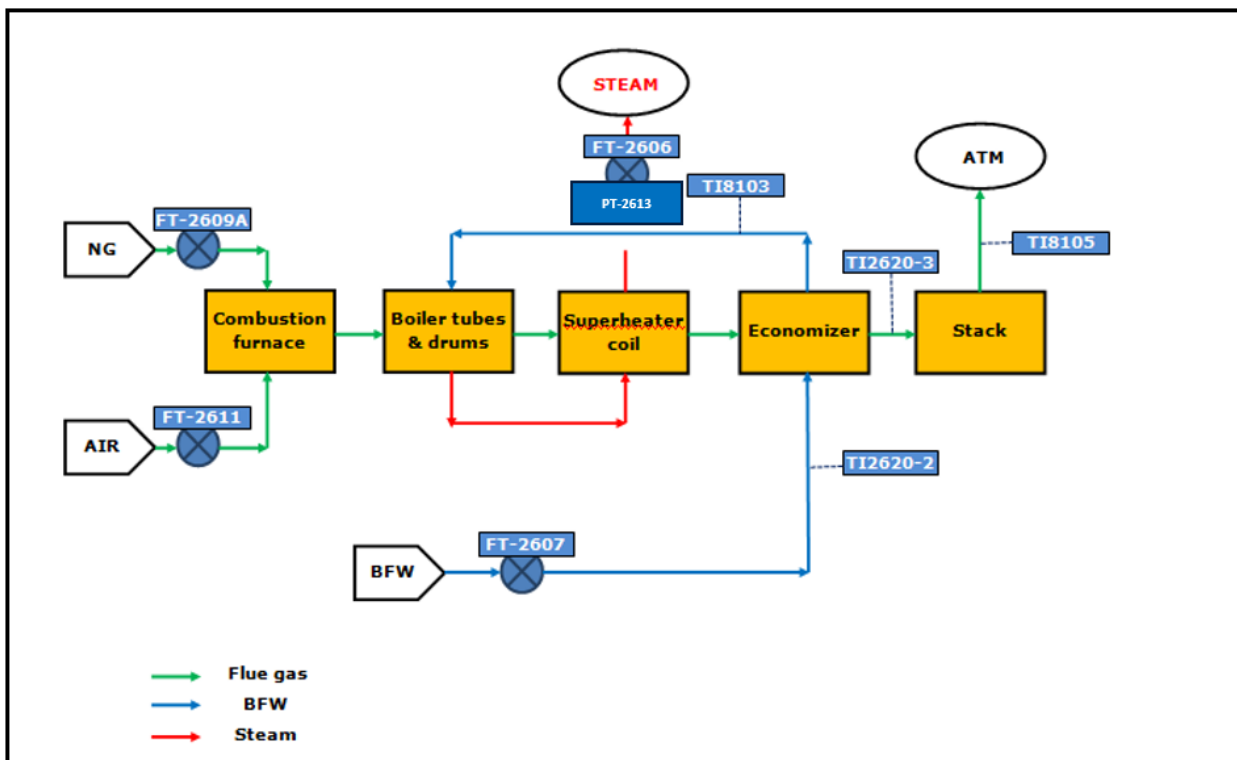 STEAM
FT-2606
ATM
TI8103
PT-2613
FT-2609A
NG
TI8105
TI2620-3
Combustion
furnace
Boiler tubes
& drums
Superheater
coil
Economizer
Stack
FT-2611
AIR
TI2620-2
FT-2607
BFW
Flue gas
BFW
Steam